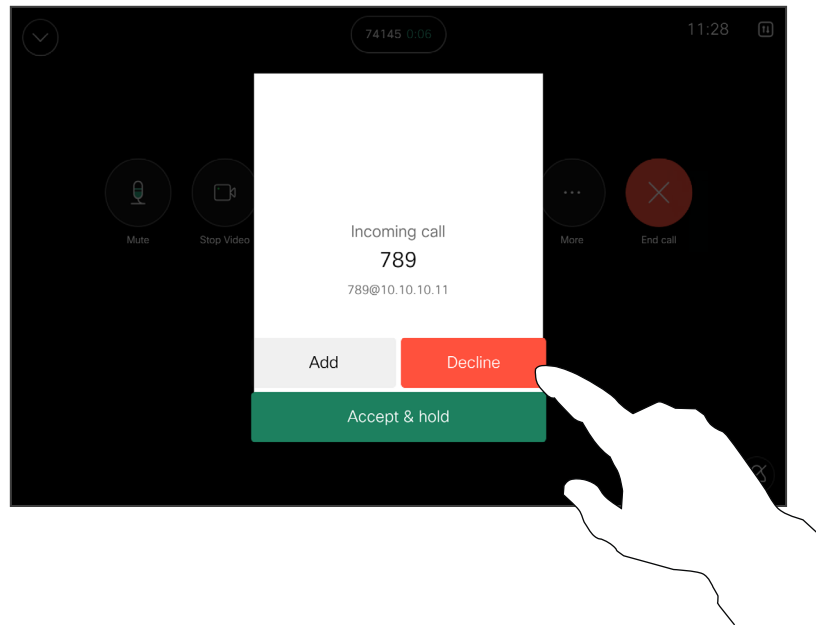 74145 0:06
11:28
Incoming call
789
789@10.10.10.11
Mute
Stop Video
More
End call
Add
Decline
Accept & hold